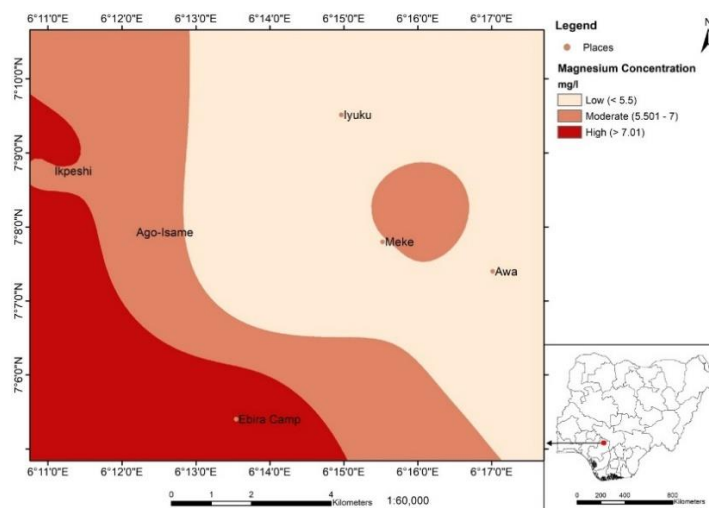 6°11'0"E 6°12'0"E 6°13'0"E 6°14'0"E 6°15'0"E 6°16'0"E 6°17'0"E
7°10'0"N
7°9'0"N
7°8'0"N
7°7'0"N
7°6'0"N
Iyuku
Ikpeshi
Ago-Isame
Meke
Awa
Ebira Camp
6°11'0"E 6°12'0"E 6°13'0"E 6°14'0"E 6°15'0"E 6°16'0"E 6°17'0"E
0 1 2 4
Kilometers
1:60,000
Legend
Places
Magnesium Concentration
mg/l
Low (< 5.5)
Moderate (5.501 - 7)
High (> 7.01)
N
0 200 400 800
Kilometers